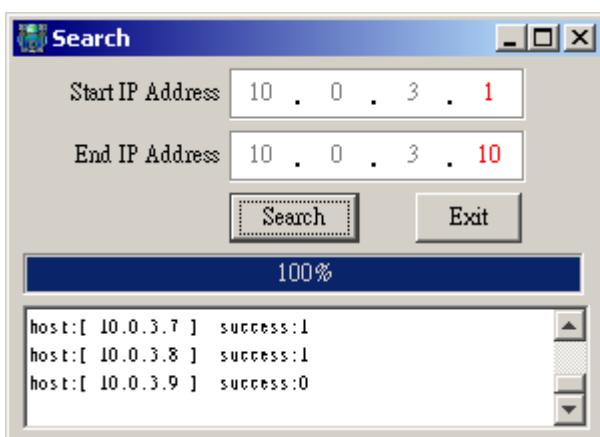 Search
Start IP Address 10 . 0 . 3 . 1
End IP Address 10 . 0 . 3 . 10
Search Exit
100%
host:[ 10.0.3.7 ] success:1
host:[ 10.0.3.8 ] success:1
host:[ 10.0.3.9 ] success:0